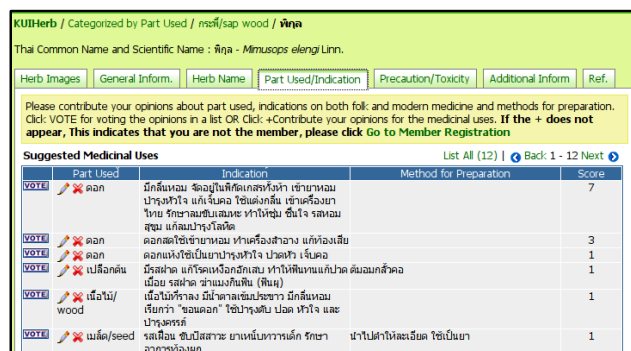 KUIHerb / Categorized by Part Used / กระพี้/sap wood / พิกุล
Thai Common Name and Scientific Name : พิกุล - Mimusops elengi Linn.
Herb Images General Inform. Herb Name Part Used/Indication Precaution/Toxicity Additional Inform Ref.
Please contribute your opinions about part used, indications on both folk and modern medicine and methods for preparation.
Click VOTE for voting the opinions in a list OR Click +Contribute your opinions for the medicinal uses. If the + does not
appear, This indicates that you are not the member, please click Go to Member Registration
Suggested Medicinal Uses List All (12) | Back 1 - 12 Next
Part Used Indication Method for Preparation Score
VOTE ดอก มีกลิ่นหอม จัดอยู่ในพิกัดเกสรทั้งห้า เข้ายาหอม 7
บำรุงหัวใจ แก้เจ็บคอ ใช้แต่งกลิ่น เข้าเครื่องยา
ไทย รักษาลมขับเสมหะ ทำให้ชุ่ม ชื่นใจ รสหอม
สุขุม แก้ลมบำรุงโลหิต
VOTE ดอก ดอกสดใช้เข้ายาหอม ทำเครื่องสำอาง แก้ท้องเสีย 3
VOTE ดอก ดอกแห้งใช้เป็นยาบำรุงหัวใจ ปวดหัว เจ็บคอ 1
VOTE เปลือกต้น มีรสฝาด แก้โรคเหงือกอักเสบ ทำให้ฟันทนแก้ปวด ต้มอมกลั้วคอ 1
เมื่อย รสฝาด ฆ่าแมงกินฟัน (ฟันผุ)
VOTE เนื้อไม้/ เนื้อไม้ที่ราลง มีน้ำตาลเข้มประขาว มีกลิ่นหอม 1
wood เรียกว่า "ขอนดอก" ใช้บำรุงตับ ปอด หัวใจ และ
บำรุงครรภ์
VOTE เมล็ด/seed รสเฝื่อน ขับปัสสาวะ ยาเหน็บทวารเด็ก รักษา นำไปตำให้ละเอียด ใช้เป็นยา 1
อาการท้องผูก